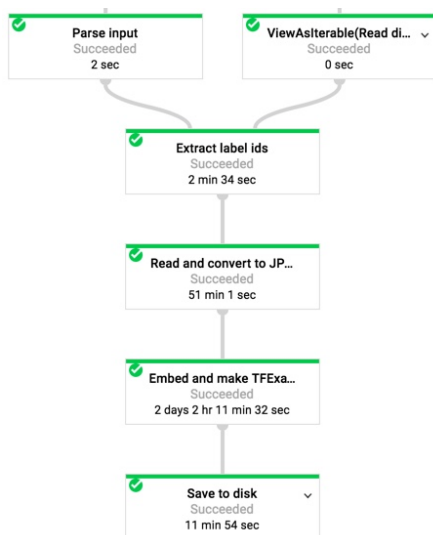 Parse input
Succeeded
2 sec
ViewAsIterable(Read di...
Succeeded
0 sec
Extract label ids
Succeeded
2 min 34 sec
Read and convert to JP...
Succeeded
51 min 1 sec
Embed and make TFExa...
Succeeded
2 days 2 hr 11 min 32 sec
Save to disk
Succeeded
11 min 54 sec